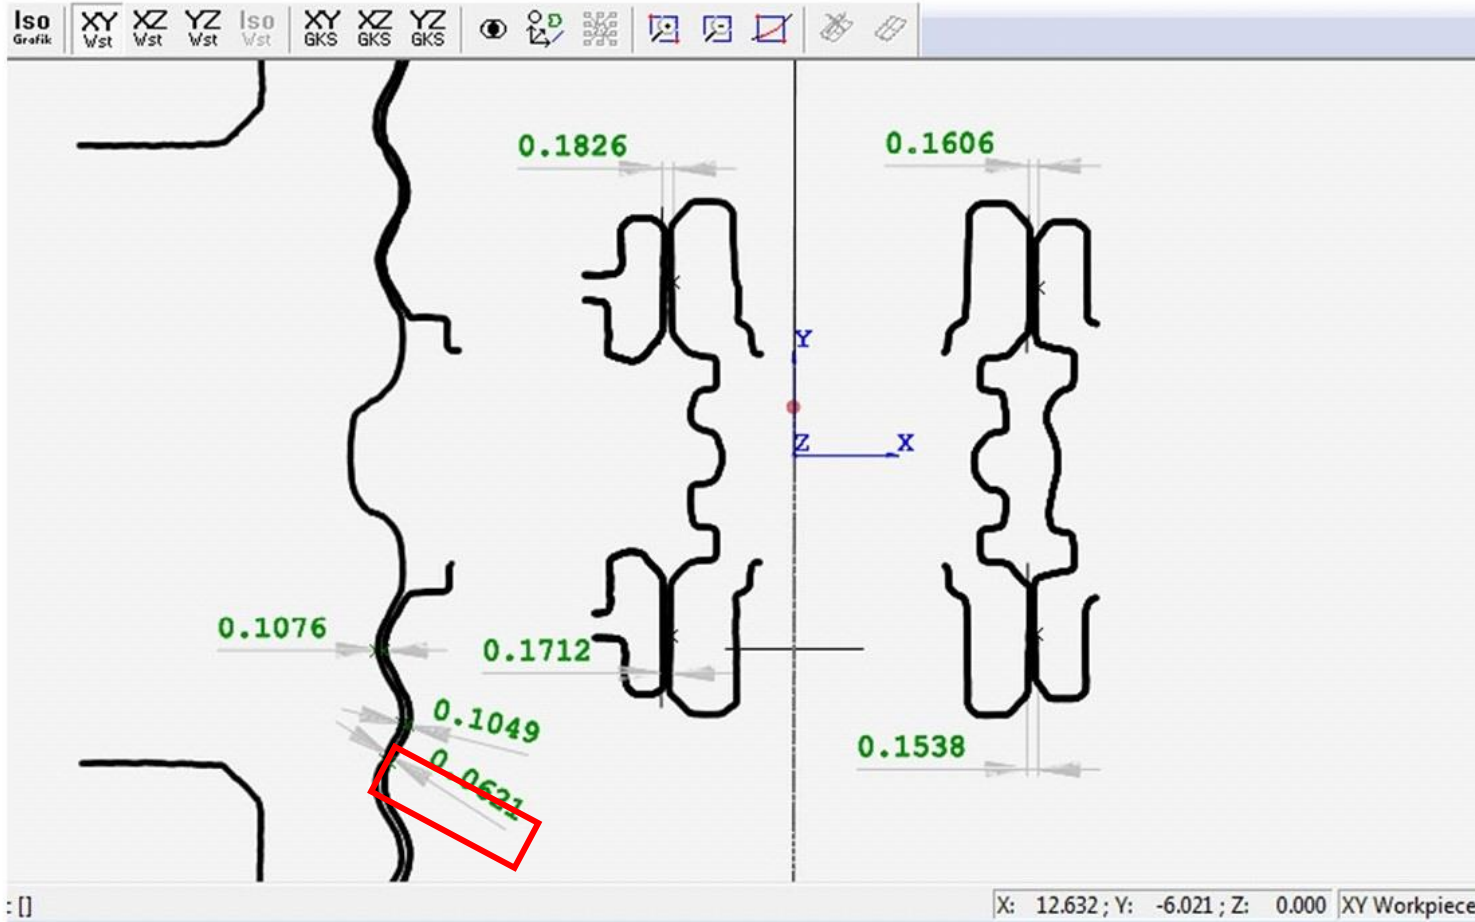 Iso XY XZ YZ Iso XY XZ YZ
Grafik Wst Wst Wst Wst GKS GKS GKS
D
0.1826
0.1606
Y
Z
X
0.1076
0.1712
0.1049
0.0621
0.1538
: []
X: 12.632 ; Y: -6.021 ; Z: 0.000
XY Workpiece